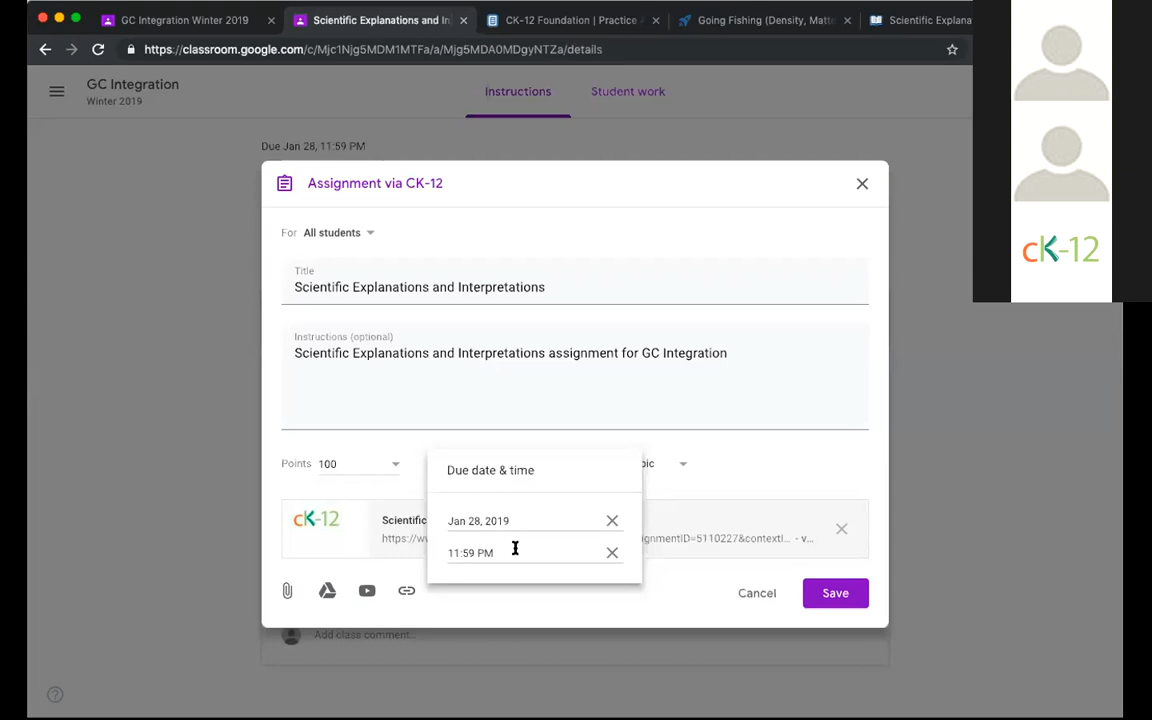 GC Integration Winter 2019
Scientific Explanations and In
CK-12 Foundation | Practice
Going Fishing (Density, Matt
Scientific Explana
https://classroom.google.com/c/Mjc1Njg5MDM1MTFa/a/Mjg5MDA0MDgyNTZa/details
GC Integration
Winter 2019
Instructions
Student work
Due Jan 28, 11:59 PM
Assignment via CK-12
For All students
Title
Scientific Explanations and Interpretations
Instructions (optional)
Scientific Explanations and Interpretations assignment for GC Integration
Points 100
Due date & time
pic
Jan 28, 2019
11:59 PM
cK-12
Scientific
https://ww
ignmentID=5110227&contextI... - v...
Cancel
Save
Add class comment...
cK-12